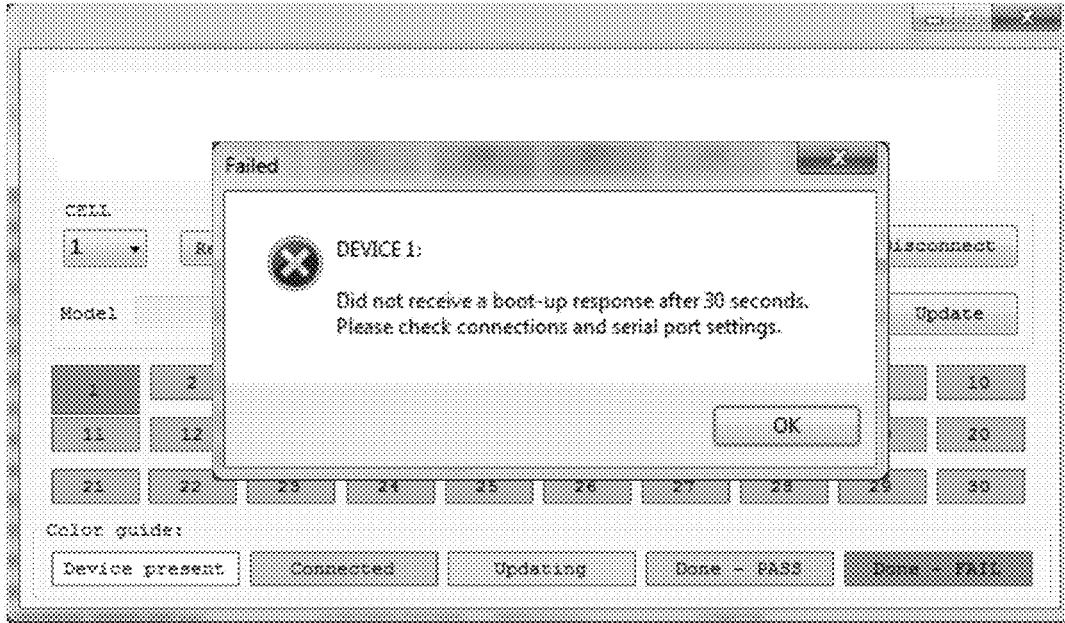 Failed
CELL
1
Disconnect
DEVICE 1:
Did not receive a boot-up response after 30 seconds.
Please check connections and serial port settings.
Model
Update
OK
1 2 10
11 12 20
21 22 23 24 25 26 27 28 29 30
Color guide:
Device present Connected Updating Done - PASS Done - FAIL